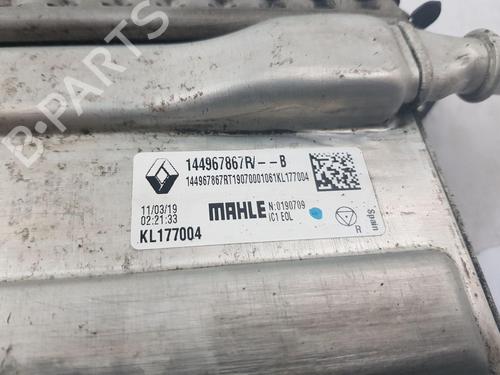 144967867R/--B
144967867RT19070001061KL177004
11/03/19
02:21:33
MAHLE
N:0190709
IC1 EOL
R
Spain
KL177004
B-Parts